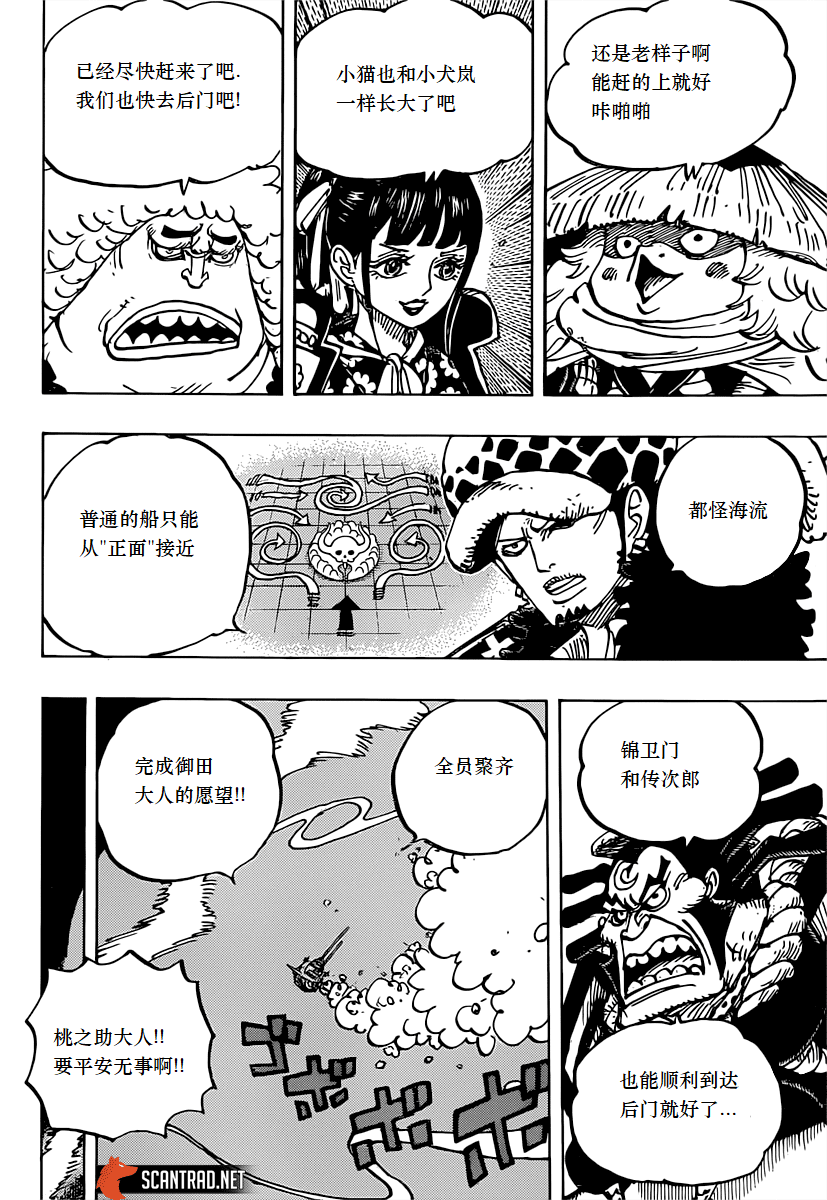 还是老样子啊
能赶的上就好
咔啪啪
小猫也和小犬岚
一样长大了吧
已经尽快赶来了吧.
我们也快去后门吧!
都怪海流
普通的船只能
从"正面"接近
锦卫门
和传次郎
也能顺利到达
后门就好了...
全员聚齐
完成御田
大人的愿望!!
桃之助大人!!
要平安无事啊!!
ゴゴ
ボボボ
SCANTRAD.NET